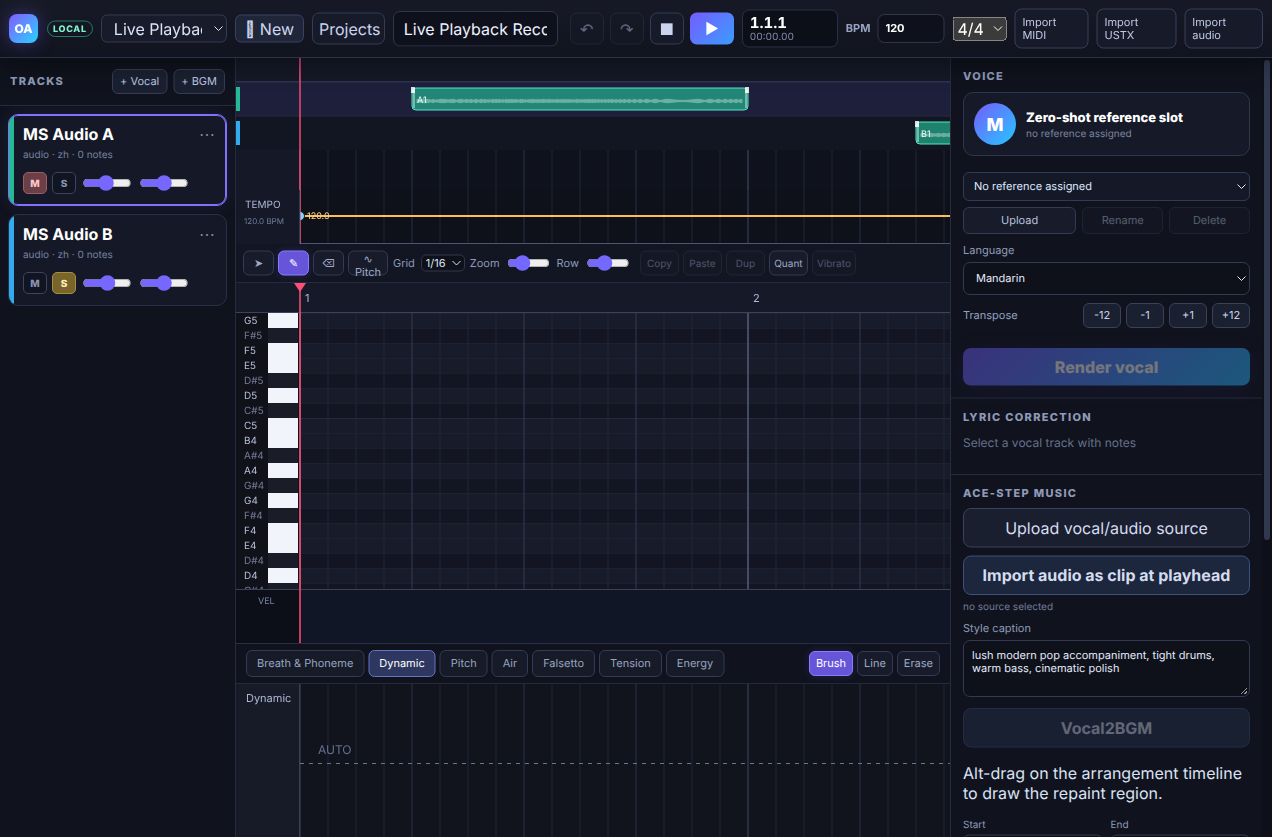 OA
LOCAL
Live Playba
New
Projects
Live Playback Rec
1.1.1
00:00.00
BPM
120
4/4
Import
MIDI
Import
USTX
Import
audio
TRACKS
+ Vocal
+ BGM
MS Audio A
audio · zh · 0 notes
M
S
MS Audio B
audio · zh · 0 notes
M
S
A1
B1
TEMPO
120.0 BPM
120.0
Pitch
Grid
1/16
Zoom
Row
Copy
Paste
Dup
Quant
Vibrato
1
2
G5
F#5
F5
E5
D#5
D5
C#5
C5
B4
A#4
A4
G#4
G4
F#4
F4
E4
D#4
D4
VEL
Breath & Phoneme
Dynamic
Pitch
Air
Falsetto
Tension
Energy
Brush
Line
Erase
Dynamic
AUTO
VOICE
M
Zero-shot reference slot
no reference assigned
No reference assigned
Upload
Rename
Delete
Language
Mandarin
Transpose
-12
-1
+1
+12
Render vocal
LYRIC CORRECTION
Select a vocal track with notes
ACE-STEP MUSIC
Upload vocal/audio source
Import audio as clip at playhead
no source selected
Style caption
lush modern pop accompaniment, tight drums,
warm bass, cinematic polish
Vocal2BGM
Alt-drag on the arrangement timeline
to draw the repaint region.
Start
End